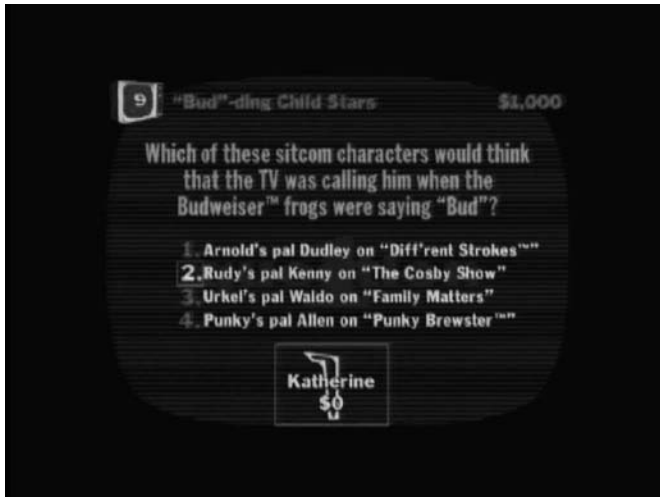 9 "Bud"-ding Child Stars $1,000
Which of these sitcom characters would think
that the TV was calling him when the
Budweiser™ frogs were saying "Bud"?
1. Arnold's pal Dudley on "Diff'rent Strokes™"
2. Rudy's pal Kenny on "The Cosby Show"
3. Urkel's pal Waldo on "Family Matters"
4. Punky's pal Allen on "Punky Brewster™"
Katherine
$0